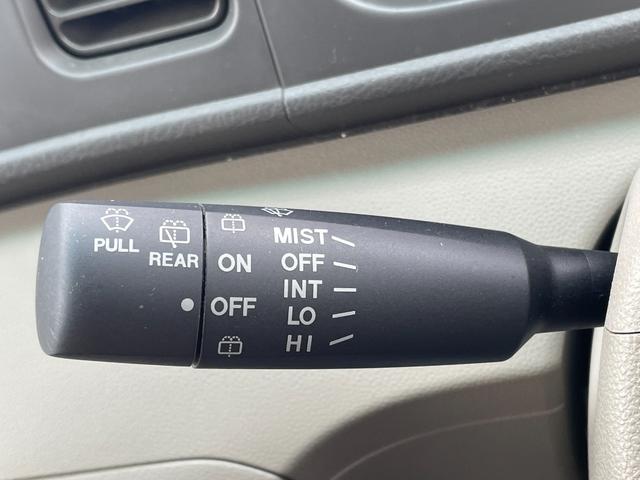 PULL
REAR
ON
OFF
MIST
OFF
INT
LO
HI